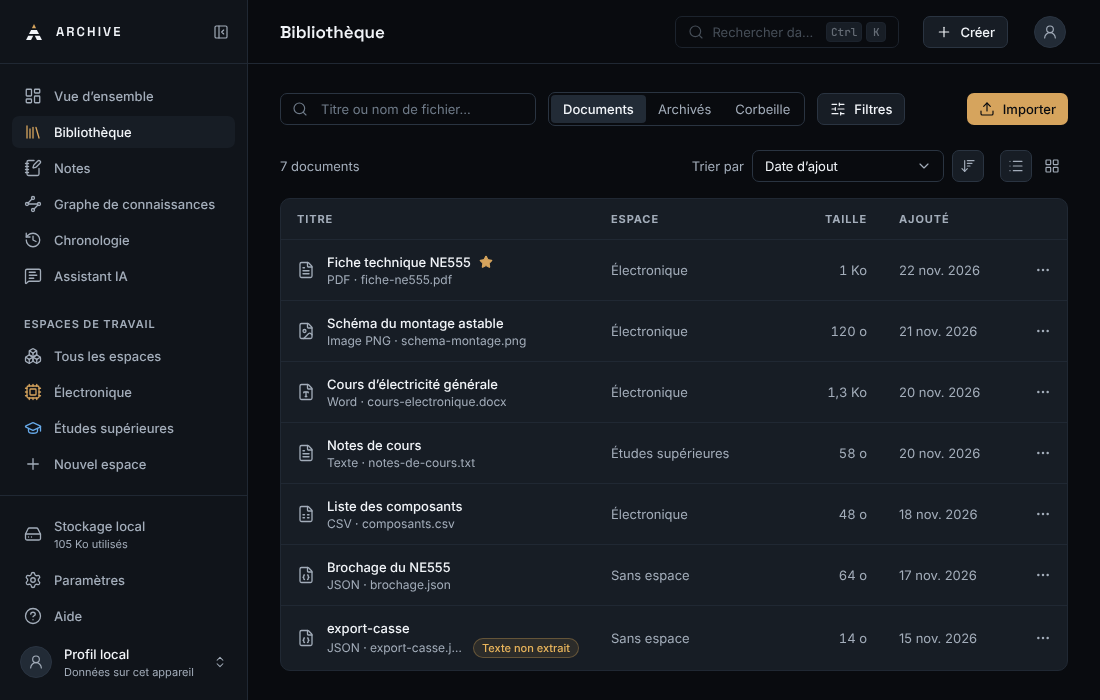 ARCHIVE
Vue d’ensemble
Bibliothèque
Notes
Graphe de connaissances
Chronologie
Assistant IA
ESPACES DE TRAVAIL
Tous les espaces
Électronique
Études supérieures
Nouvel espace
Stockage local
105 Ko utilisés
Paramètres
Aide
Profil local
Données sur cet appareil
Bibliothèque
Rechercher da... Ctrl K
Créer
Titre ou nom de fichier...
Documents Archivés Corbeille
Filtres
Importer
7 documents
Trier par Date d’ajout
TITRE ESPACE TAILLE AJOUTÉ
Fiche technique NE555
PDF · fiche-ne555.pdf
Électronique 1 Ko 22 nov. 2026
Schéma du montage astable
Image PNG · schema-montage.png
Électronique 120 o 21 nov. 2026
Cours d’électricité générale
Word · cours-electronique.docx
Électronique 1,3 Ko 20 nov. 2026
Notes de cours
Texte · notes-de-cours.txt
Études supérieures 58 o 20 nov. 2026
Liste des composants
CSV · composants.csv
Électronique 48 o 18 nov. 2026
Brochage du NE555
JSON · brochage.json
Sans espace 64 o 17 nov. 2026
export-casse
JSON · export-casse.j... Texte non extrait
Sans espace 14 o 15 nov. 2026